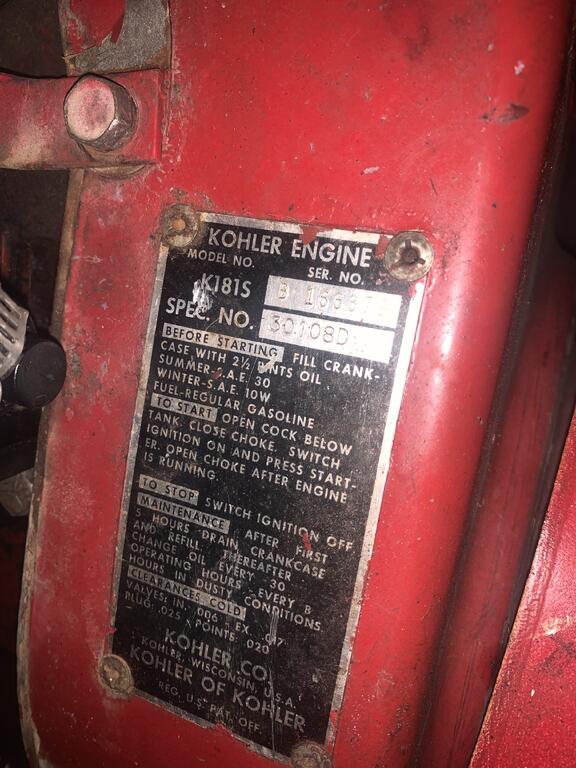 KOHLER ENGINE
MODEL NO. SER. NO.
K181S B
SPEC. NO. 30108D
BEFORE STARTING FILL CRANK-
CASE WITH 2½ PINTS OIL
SUMMER-S.A.E. 30
WINTER-S.A.E. 10W
FUEL-REGULAR GASOLINE
TO START OPEN COCK BELOW
TANK. CLOSE CHOKE. SWITCH
IGNITION ON AND PRESS START-
ER. OPEN CHOKE AFTER ENGINE
IS RUNNING.
TO STOP SWITCH IGNITION OFF
MAINTENANCE AFTER FIRST
5 HOURS DRAIN CRANKCASE
AND REFILL. THEREAFTER
CHANGE OIL EVERY 30
OPERATING HOURS. EVERY 8
HOURS IN DUSTY CONDITIONS.
CLEARANCES COLD
VALVES, IN. .006 EX. .017
PLUG: .025 POINTS: .020
KOHLER CO.
KOHLER, WISCONSIN, U.S.A.
KOHLER OF KOHLER
REG. U.S. PAT. OFF.